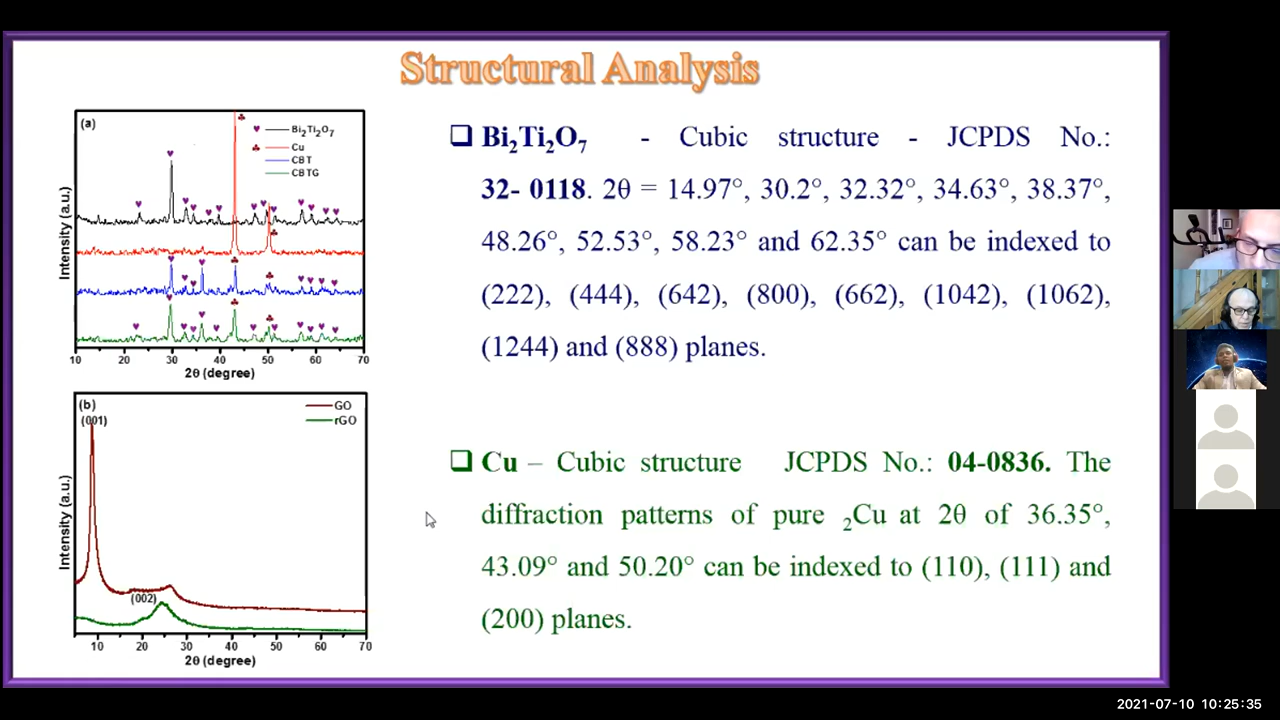 Structural Analysis
(a)
Bi₂Ti₂O₇
Cu
CBT
CBTG
Intensity (a.u.)
10 20 30 40 50 60 70
2θ (degree)
(b)
(001)
GO
rGO
(002)
Intensity (a.u.)
10 20 30 40 50 60 70
2θ (degree)
Bi₂Ti₂O₇ - Cubic structure - JCPDS No.:
32- 0118. 2θ = 14.97°, 30.2°, 32.32°, 34.63°, 38.37°,
48.26°, 52.53°, 58.23° and 62.35° can be indexed to
(222), (444), (642), (800), (662), (1042), (1062),
(1244) and (888) planes.
Cu – Cubic structure JCPDS No.: 04-0836. The
diffraction patterns of pure ₂Cu at 2θ of 36.35°,
43.09° and 50.20° can be indexed to (110), (111) and
(200) planes.
2021-07-10 10:25:35